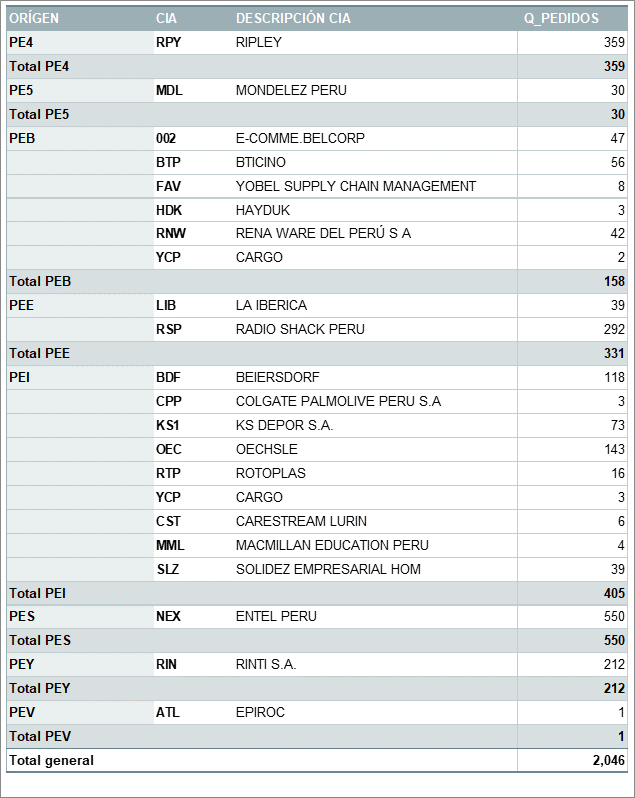 ORÍGEN CIA DESCRIPCIÓN CIA Q_PEDIDOS
PE4 RPY RIPLEY 359
Total PE4 359
PE5 MDL MONDELEZ PERU 30
Total PE5 30
PEB 002 E-COMME.BELCORP 47
BTP BTICINO 56
FAV YOBEL SUPPLY CHAIN MANAGEMENT 8
HDK HAYDUK 3
RNW RENA WARE DEL PERÚ S A 42
YCP CARGO 2
Total PEB 158
PEE LIB LA IBERICA 39
RSP RADIO SHACK PERU 292
Total PEE 331
PEI BDF BEIERSDORF 118
CPP COLGATE PALMOLIVE PERU S.A 3
KS1 KS DEPOR S.A. 73
OEC OECHSLE 143
RTP ROTOPLAS 16
YCP CARGO 3
CST CARESTREAM LURIN 6
MML MACMILLAN EDUCATION PERU 4
SLZ SOLIDEZ EMPRESARIAL HOM 39
Total PEI 405
PES NEX ENTEL PERU 550
Total PES 550
PEY RIN RINTI S.A. 212
Total PEY 212
PEV ATL EPIROC 1
Total PEV 1
Total general 2,046